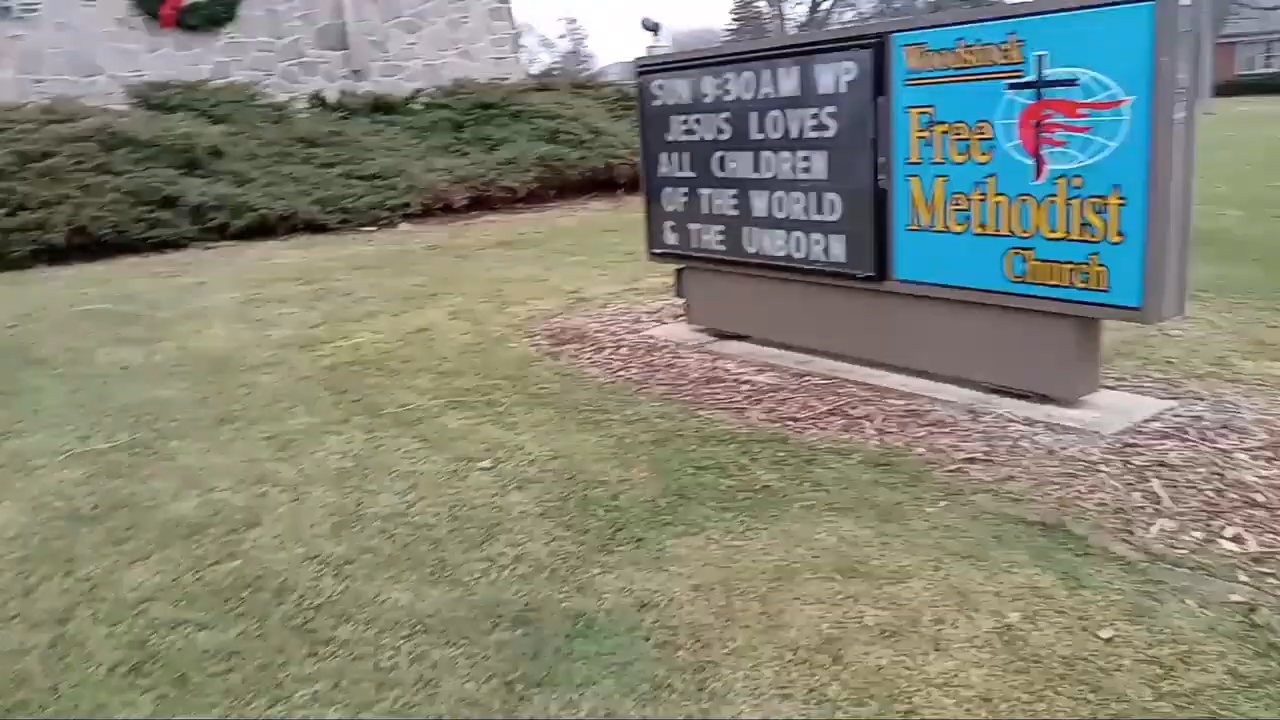 SUN 9:30AM WP
JESUS LOVES
ALL CHILDREN
OF THE WORLD
& THE UNBORN
Woodstock
Free
Methodist
Church